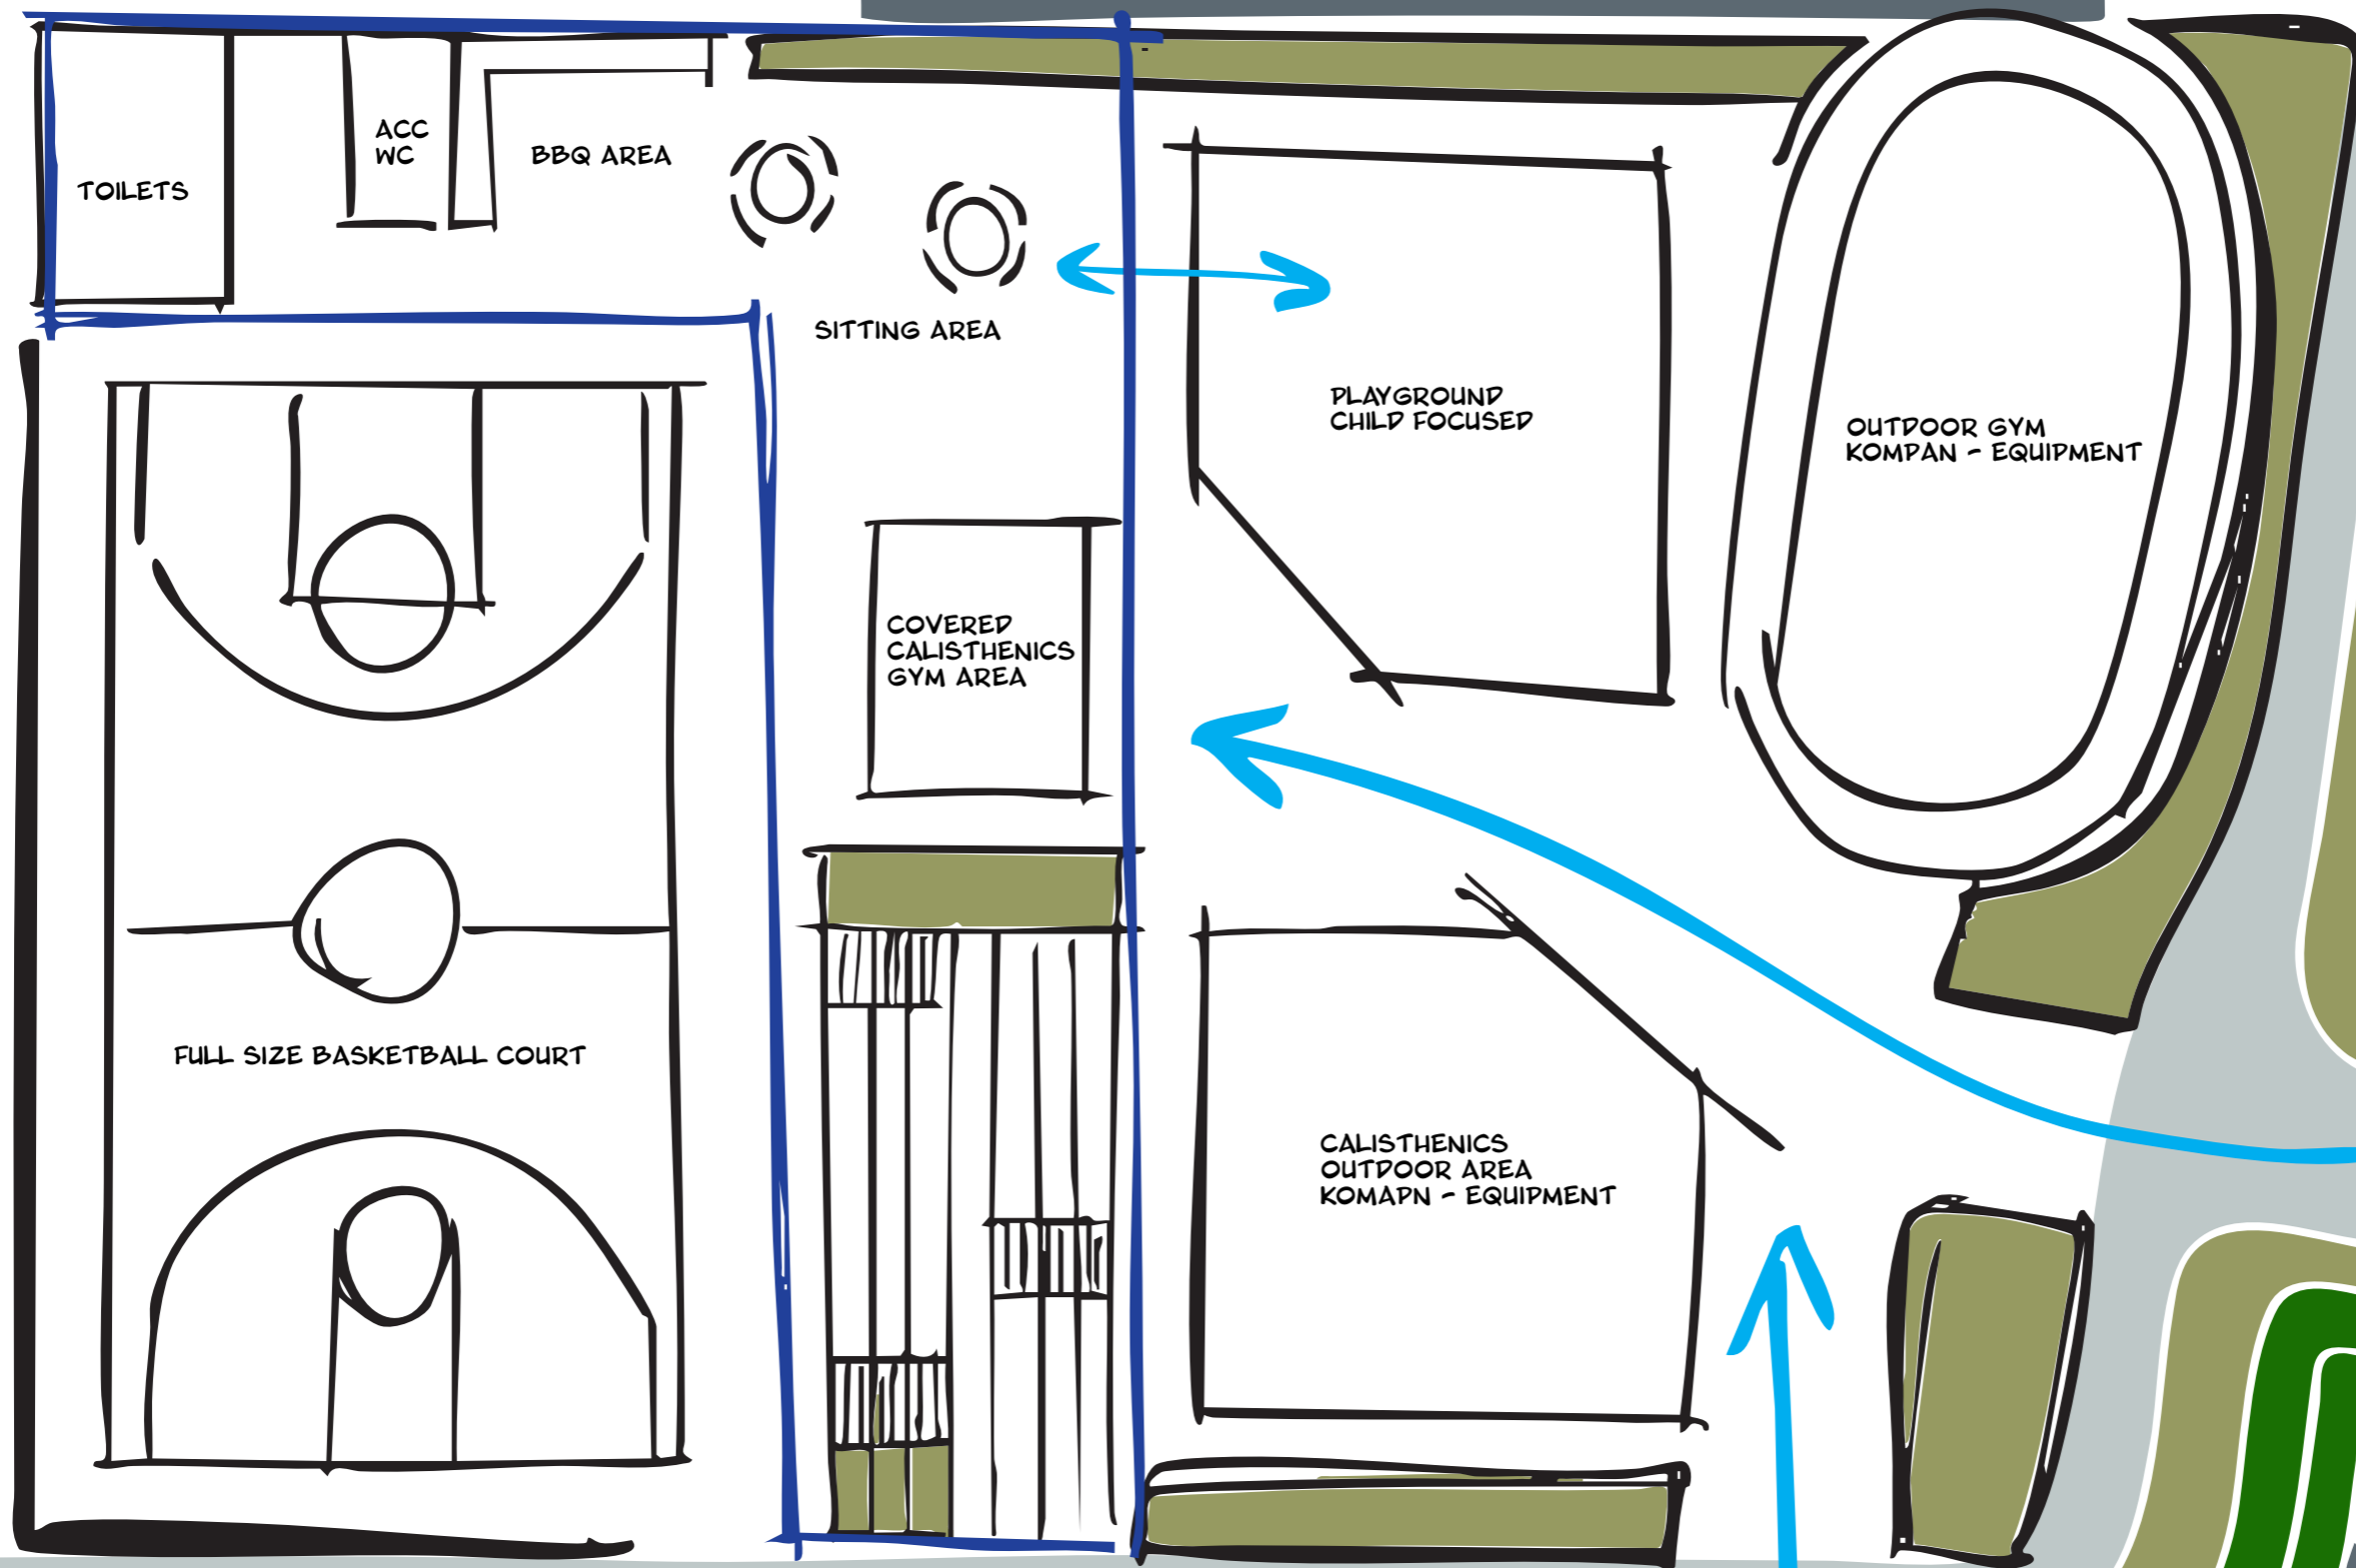 TOILETS
ACC
WC
BBQ AREA
SITTING AREA
PLAYGROUND
CHILD FOCUSED
OUTDOOR GYM
KOMPAN - EQUIPMENT
COVERED
CALISTHENICS
GYM AREA
FULL SIZE BASKETBALL COURT
CALISTHENICS
OUTDOOR AREA
KOMAPN - EQUIPMENT